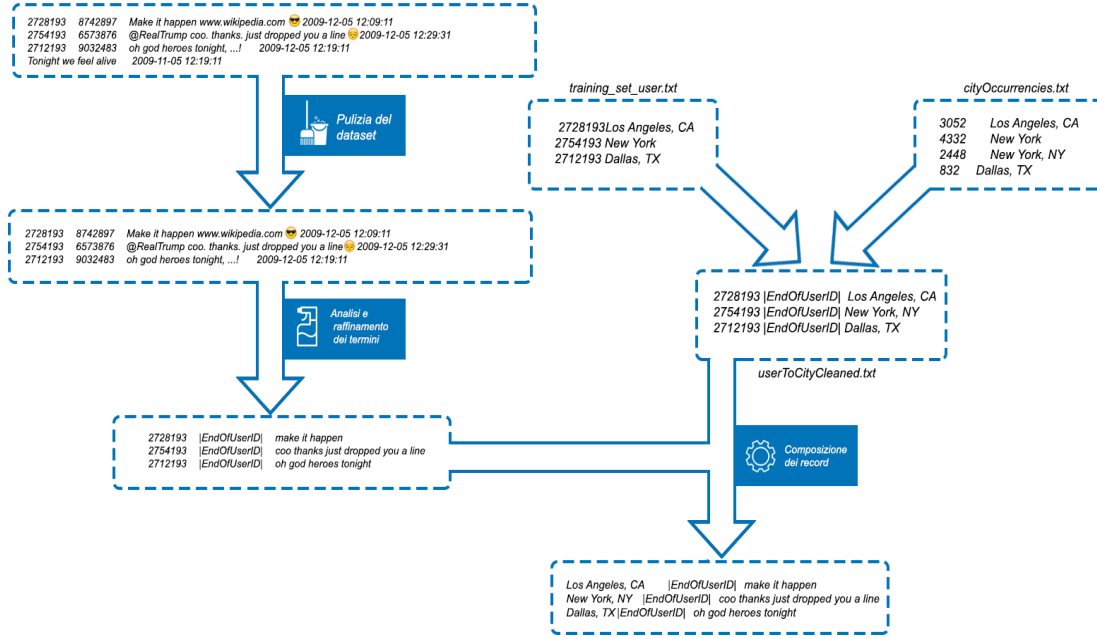 2728193 8742897 Make it happen www.wikipedia.com 😎 2009-12-05 12:09:11
2754193 6573876 @RealTrump coo. thanks. just dropped you a line 😔 2009-12-05 12:29:31
2712193 9032483 oh god heroes tonight, ...! 2009-12-05 12:19:11
Tonight we feel alive 2009-11-05 12:19:11
Pulizia del
dataset
2728193 8742897 Make it happen www.wikipedia.com 😎 2009-12-05 12:09:11
2754193 6573876 @RealTrump coo. thanks. just dropped you a line 😔 2009-12-05 12:29:31
2712193 9032483 oh god heroes tonight, ...! 2009-12-05 12:19:11
Analisi e
raffinamento
dei termini
2728193 |EndOfUserID| make it happen
2754193 |EndOfUserID| coo thanks just dropped you a line
2712193 |EndOfUserID| oh god heroes tonight
training_set_user.txt
2728193Los Angeles, CA
2754193 New York
2712193 Dallas, TX
cityOccurrencies.txt
3052 Los Angeles, CA
4332 New York
2448 New York, NY
832 Dallas, TX
2728193 |EndOfUserID| Los Angeles, CA
2754193 |EndOfUserID| New York, NY
2712193 |EndOfUserID| Dallas, TX
userToCityCleaned.txt
Composizione
dei record
Los Angeles, CA |EndOfUserID| make it happen
New York, NY |EndOfUserID| coo thanks just dropped you a line
Dallas, TX |EndOfUserID| oh god heroes tonight